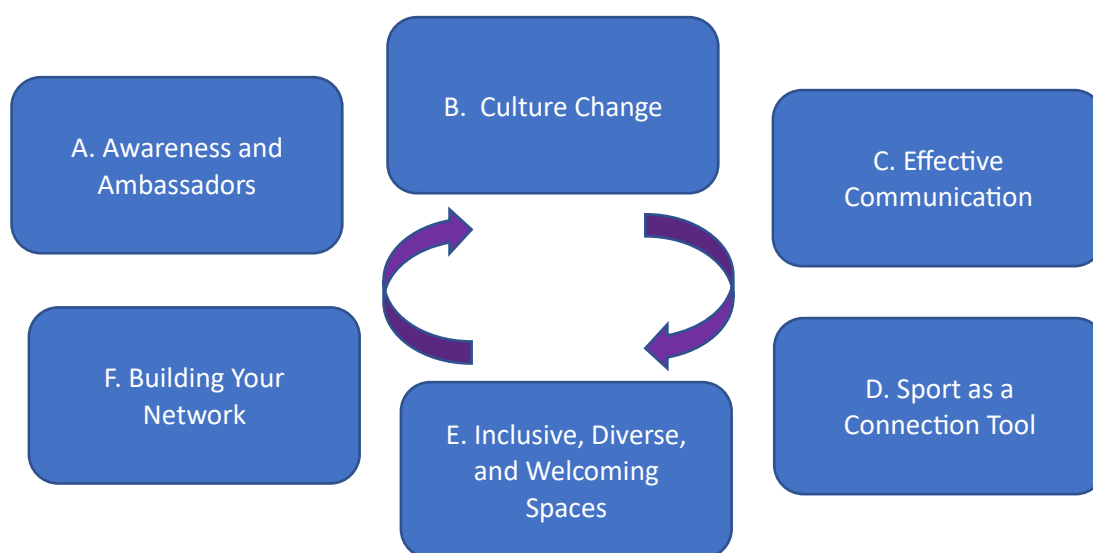 A. Awareness and
Ambassadors
B.  Culture Change
C. Effective
Communication
D. Sport as a
Connection Tool
E. Inclusive, Diverse,
and Welcoming
Spaces
F. Building Your
Network